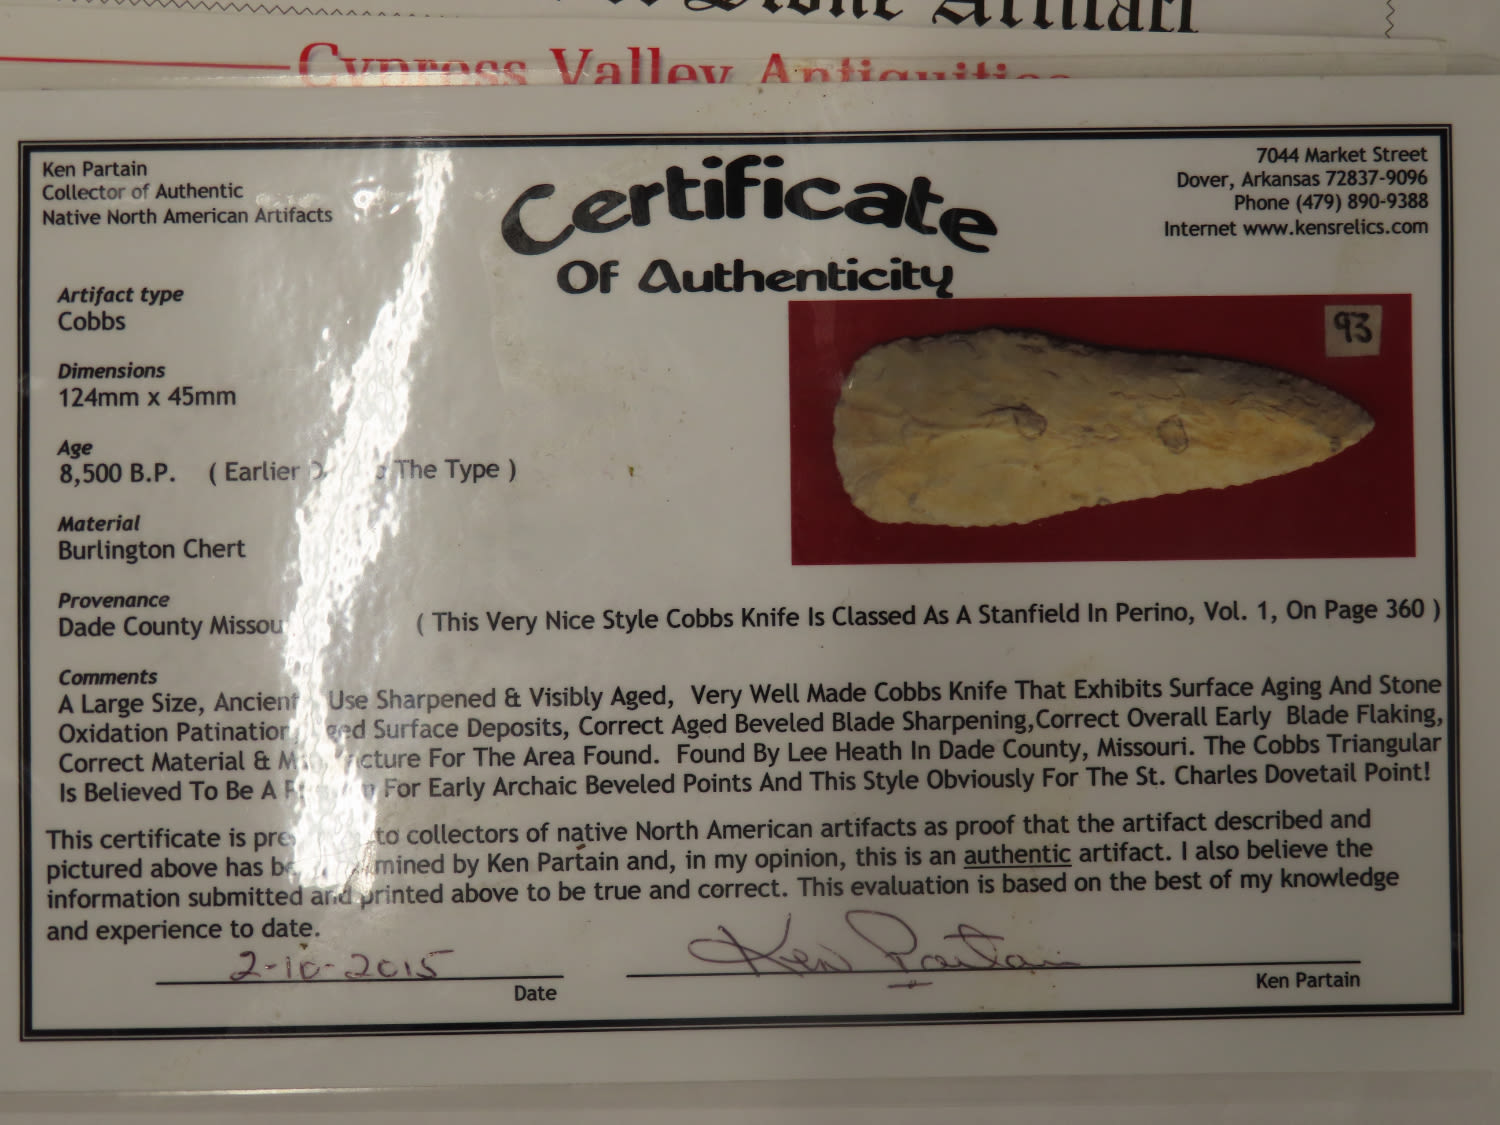 Stone Artifact
Cypress Valley Antiquities
Ken Partain
Collector of Authentic
Native North American Artifacts
Certificate
Of Authenticity
7044 Market Street
Dover, Arkansas 72837-9096
Phone (479) 890-9388
Internet www.kensrelics.com
93
Artifact type
Cobbs
Dimensions
124mm x 45mm
Age
8,500 B.P. ( Earlier The Type )
Material
Burlington Chert
Provenance
Dade County Missou ( This Very Nice Style Cobbs Knife Is Classed As A Stanfield In Perino, Vol. 1, On Page 360 )
Comments
A Large Size, Ancient Use Sharpened & Visibly Aged, Very Well Made Cobbs Knife That Exhibits Surface Aging And Stone
Oxidation Patination Surface Deposits, Correct Aged Beveled Blade Sharpening,Correct Overall Early Blade Flaking,
Correct Material & For The Area Found. Found By Lee Heath In Dade County, Missouri. The Cobbs Triangular
Is Believed To Be A For Early Archaic Beveled Points And This Style Obviously For The St. Charles Dovetail Point!
This certificate is to collectors of native North American artifacts as proof that the artifact described and
pictured above has by Ken Partain and, in my opinion, this is an authentic artifact. I also believe the
information submitted and printed above to be true and correct. This evaluation is based on the best of my knowledge
and experience to date.
2-10-2015 Ken Partain
Date Ken Partain